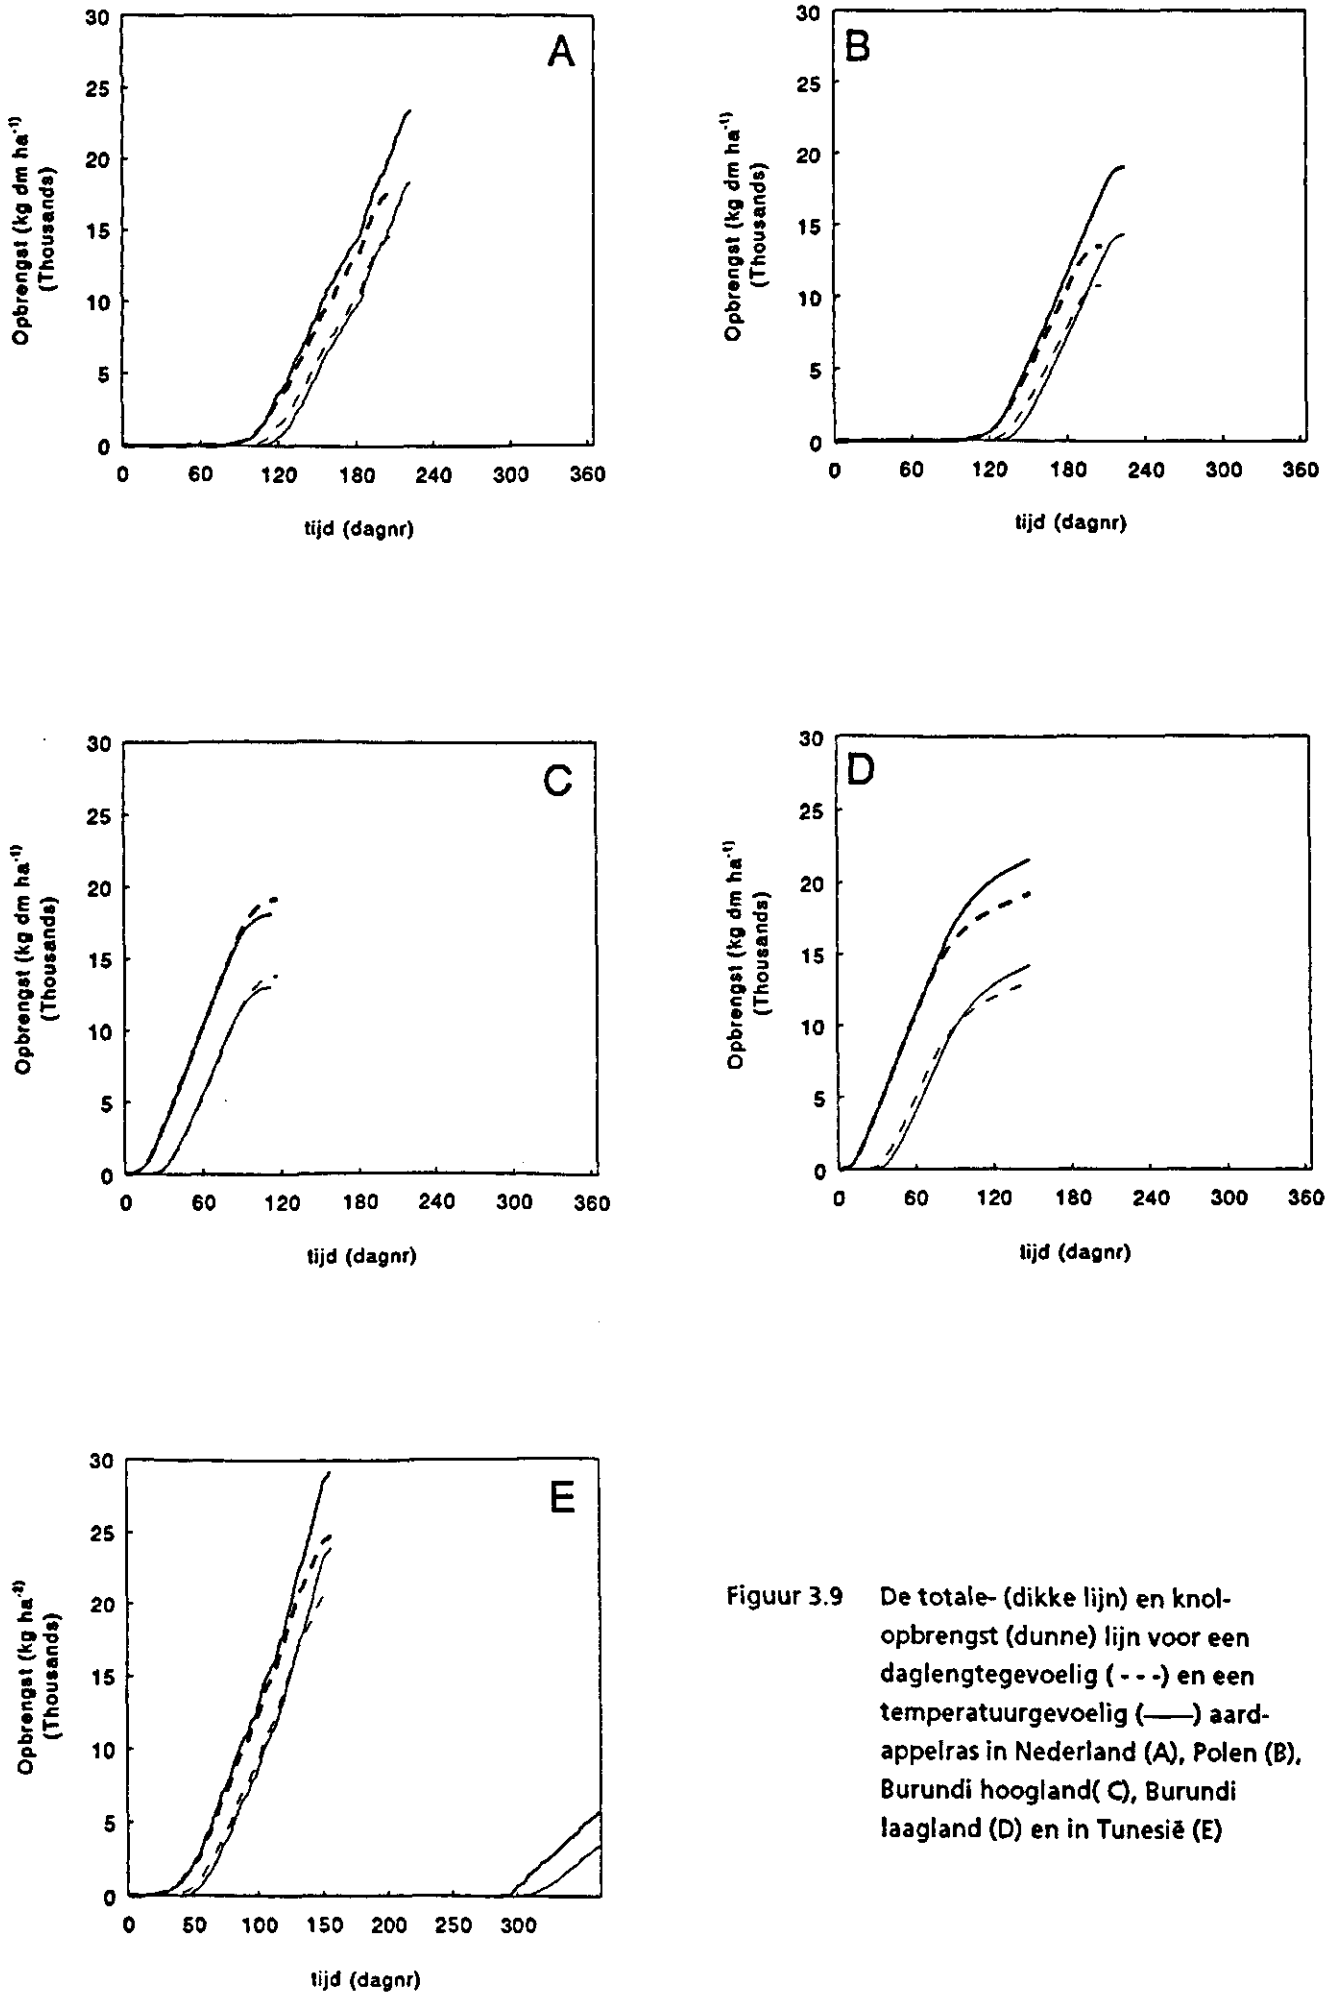 A
30
25
20
15
10
5
0
Opbrengst (kg dm ha⁻¹)
(Thousands)
0 60 120 180 240 300 360
tijd (dagnr)
B
30
25
20
15
10
5
0
Opbrengst (kg dm ha⁻¹)
(Thousands)
0 60 120 180 240 300 360
tijd (dagnr)
C
30
25
20
15
10
5
0
Opbrengst (kg dm ha⁻¹)
(Thousands)
0 60 120 180 240 300 360
tijd (dagnr)
D
30
25
20
15
10
5
0
Opbrengst (kg dm ha⁻¹)
(Thousands)
0 60 120 180 240 300 360
tijd (dagnr)
E
30
25
20
15
10
5
0
Opbrengst (kg ha⁻²)
(Thousands)
0 50 100 150 200 250 300
tijd (dagnr)
Figuur 3.9 De totale- (dikke lijn) en knol-
opbrengst (dunne) lijn voor een
daglengtegevoelig (- - -) en een
temperatuurgevoelig (——) aard-
appelras in Nederland (A), Polen (B),
Burundi hoogland( C), Burundi
laagland (D) en in Tunesië (E)